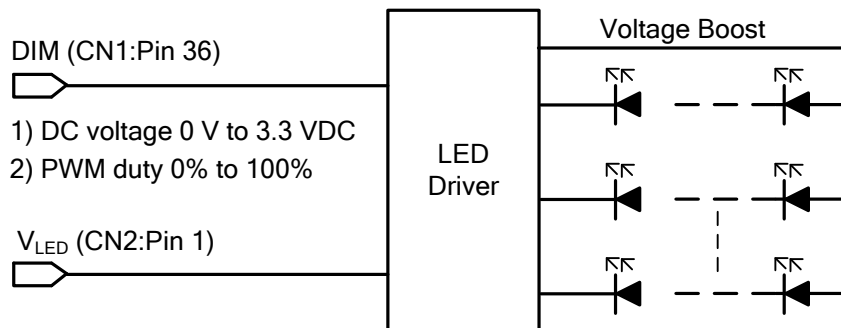 Voltage Boost
DIM (CN1:Pin 36)
1) DC voltage 0 V to 3.3 VDC
2) PWM duty 0% to 100%
LED
Driver
VLED (CN2:Pin 1)